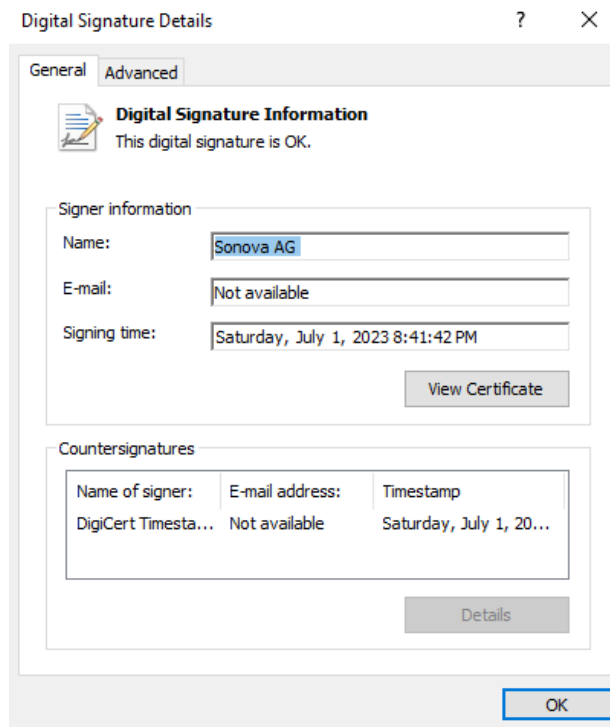 Digital Signature Details ? ×
General Advanced
Digital Signature Information
This digital signature is OK.
Signer information
Name: Sonova AG
E-mail: Not available
Signing time: Saturday, July 1, 2023 8:41:42 PM
View Certificate
Countersignatures
Name of signer: E-mail address: Timestamp
DigiCert Timesta... Not available Saturday, July 1, 20...
Details
OK